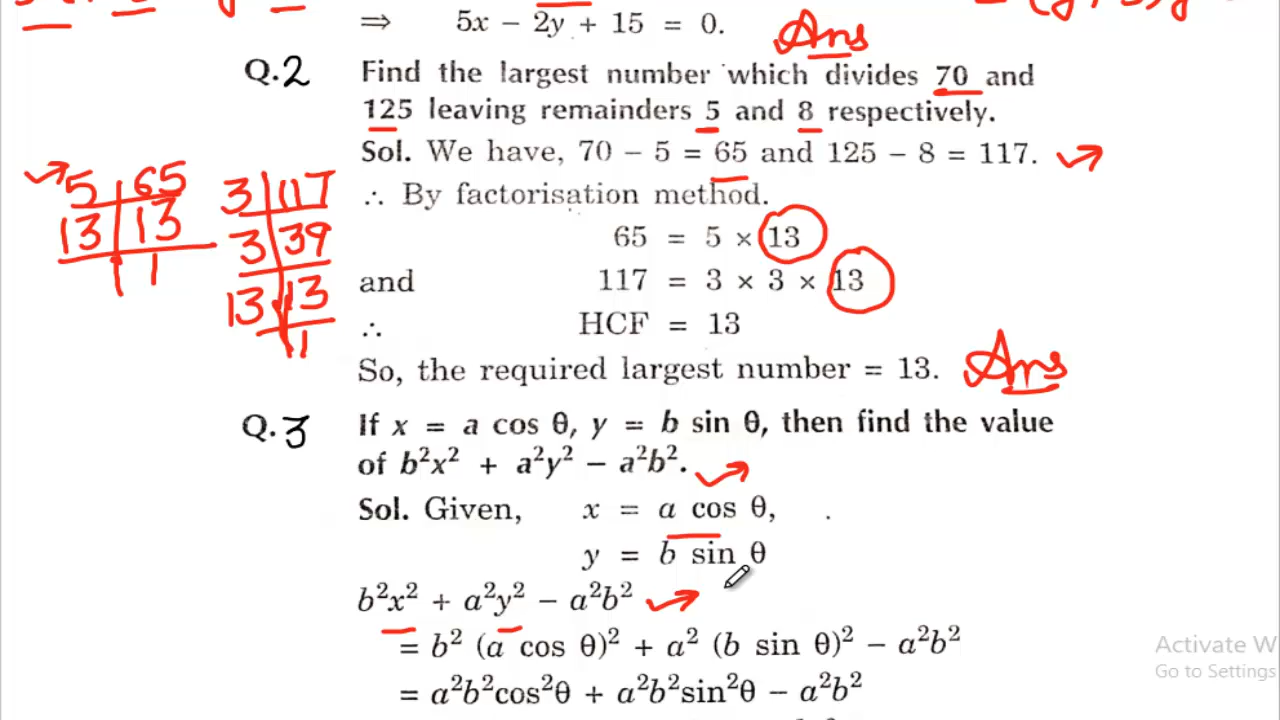 ⇒ 5x − 2y + 15 = 0.
Ans
Q.2 Find the largest number which divides 70 and
125 leaving remainders 5 and 8 respectively.
Sol. We have, 70 − 5 = 65 and 125 − 8 = 117.
∴ By factorisation method.
65 = 5 × 13
and 117 = 3 × 3 × 13
∴ HCF = 13
So, the required largest number = 13.
Ans
5 | 65
13 | 13
1
3 | 117
3 | 39
13 | 13
1
Q.3 If x = a cos θ, y = b sin θ, then find the value
of b²x² + a²y² − a²b².
Sol. Given, x = a cos θ,
y = b sin θ
b²x² + a²y² − a²b²
= b² (a cos θ)² + a² (b sin θ)² − a²b²
= a²b²cos²θ + a²b²sin²θ − a²b²
Activate W
Go to Settings